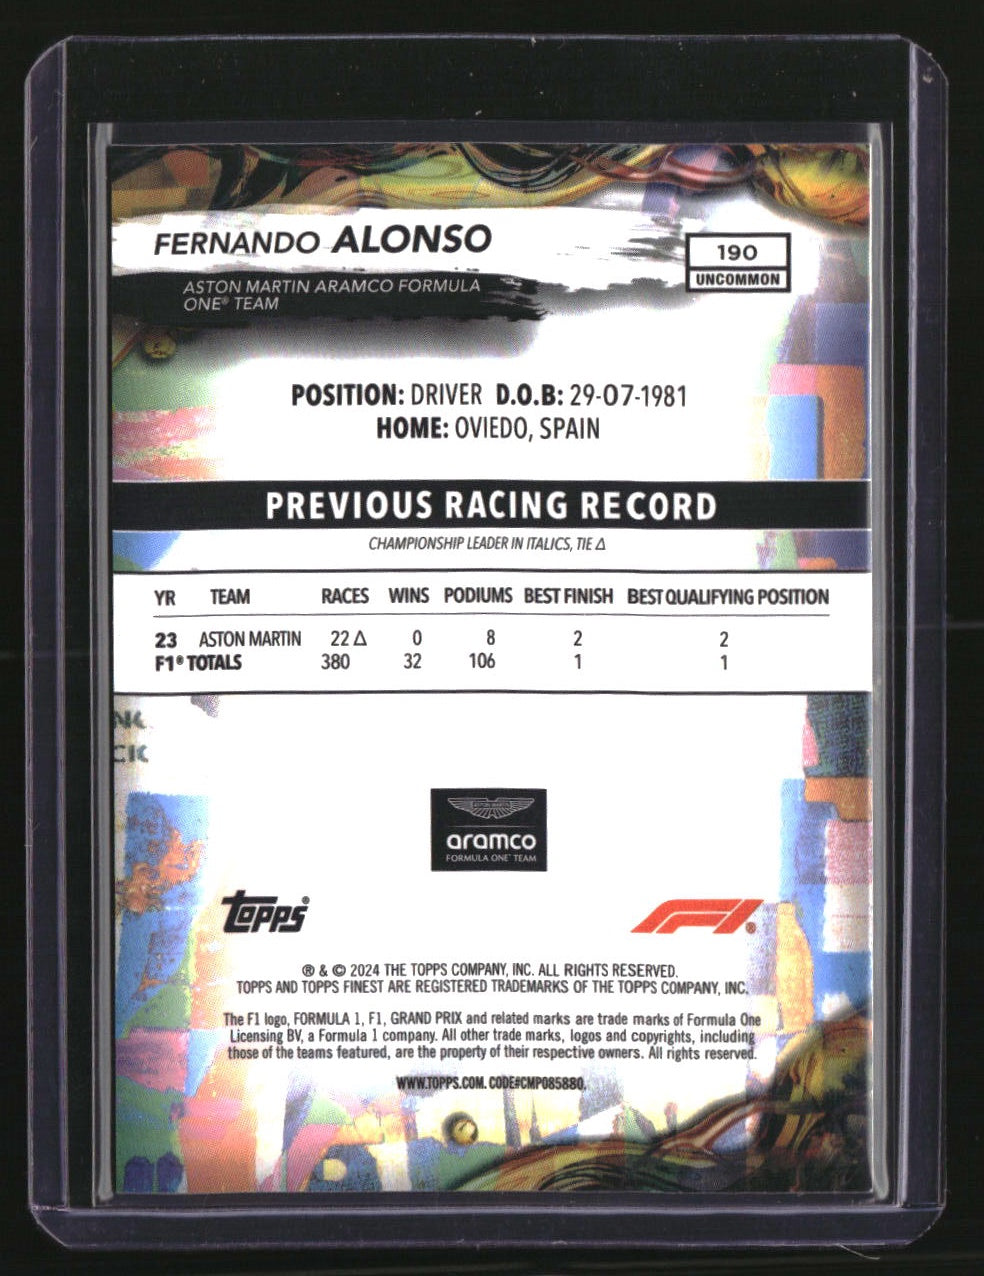 FERNANDO ALONSO
190
UNCOMMON
ASTON MARTIN ARAMCO FORMULA
ONE® TEAM
POSITION: DRIVER D.O.B: 29-07-1981
HOME: OVIEDO, SPAIN
PREVIOUS RACING RECORD
CHAMPIONSHIP LEADER IN ITALICS, TIE Δ
YR TEAM RACES WINS PODIUMS BEST FINISH BEST QUALIFYING POSITION
23 ASTON MARTIN 22 Δ 0 8 2 2
F1® TOTALS 380 32 106 1 1
ASTON MARTIN
aramco
FORMULA ONE™ TEAM
topps®
F1®
® & © 2024 THE TOPPS COMPANY, INC. ALL RIGHTS RESERVED.
TOPPS AND TOPPS FINEST ARE REGISTERED TRADEMARKS OF THE TOPPS COMPANY, INC.
The F1 logo, FORMULA 1, F1, GRAND PRIX and related marks are trade marks of Formula One
Licensing BV, a Formula 1 company. All other trade marks, logos and copyrights, including
those of the teams featured, are the property of their respective owners. All rights reserved.
WWW.TOPPS.COM. CODE#CMP085880.